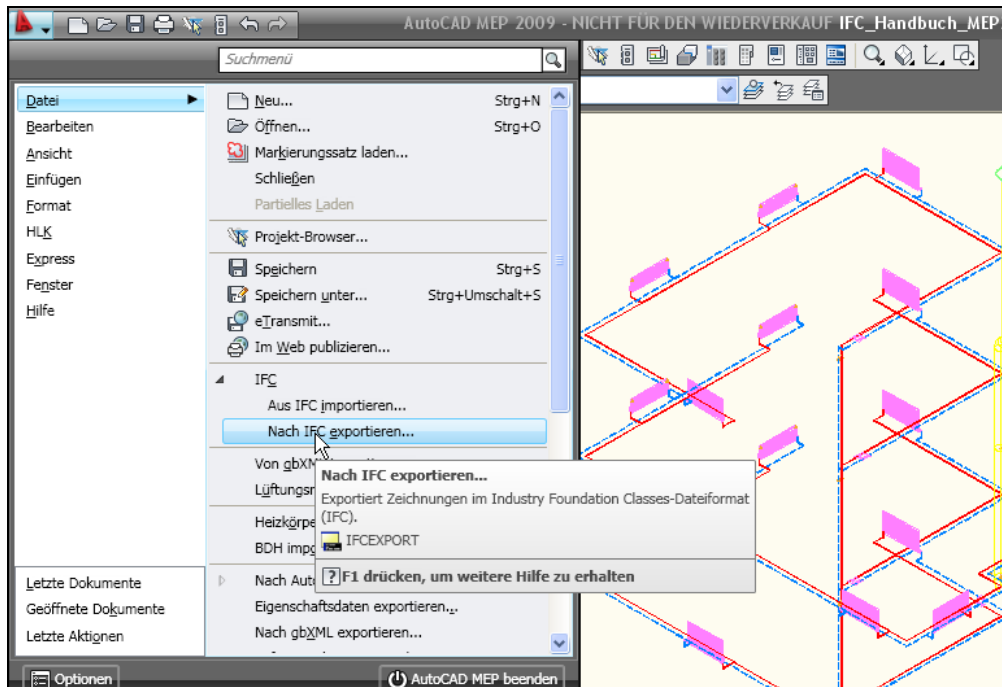 AutoCAD MEP 2009 - NICHT FÜR DEN WIEDERVERKAUF IFC_Handbuch_MEP
Suchmenü
Datei
Bearbeiten
Ansicht
Einfügen
Format
HLK
Express
Fenster
Hilfe
Neu... Strg+N
Öffnen... Strg+O
Markierungssatz laden...
Schließen
Partielles Laden
Projekt-Browser...
Speichern Strg+S
Speichern unter... Strg+Umschalt+S
eTransmit...
Im Web publizieren...
IFC
Aus IFC importieren...
Nach IFC exportieren...
Von
Nach IFC exportieren...
Exportiert Zeichnungen im Industry Foundation Classes-Dateiformat
(IFC).
IFCEXPORT
F1 drücken, um weitere Hilfe zu erhalten
BDH
Nach
Eigenschaftsdaten exportieren...
Nach gbXML exportieren...
Letzte Dokumente
Geöffnete Dokumente
Letzte Aktionen
Optionen
AutoCAD MEP beenden